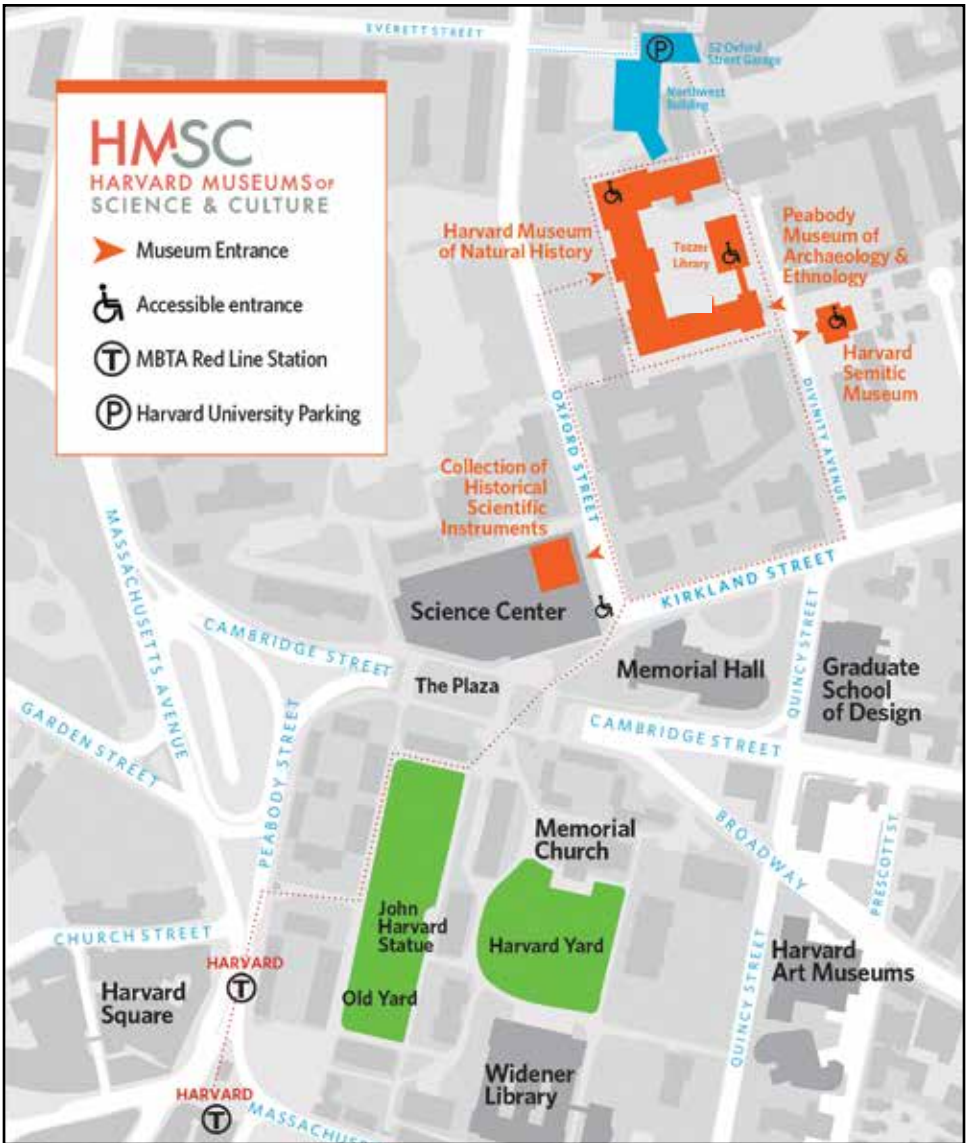 EVERETT STREET
P
52 Oxford
Street Garage
Northwest
Building
HMSC
HARVARD MUSEUMS OF
SCIENCE & CULTURE
Museum Entrance
Accessible entrance
T
MBTA Red Line Station
P
Harvard University Parking
Harvard Museum
of Natural History
Tozzer
Library
Peabody
Museum of
Archaeology &
Ethnology
Harvard
Semitic
Museum
OXFORD STREET
DIVINITY AVENUE
Collection of
Historical
Scientific
Instruments
MASSACHUSETTS AVENUE
Science Center
KIRKLAND STREET
CAMBRIDGE STREET
The Plaza
Memorial Hall
QUINCY STREET
Graduate
School
of Design
GARDEN STREET
PEABODY STREET
CAMBRIDGE STREET
BROADWAY
PRESCOTT ST.
Memorial
Church
John
Harvard
Statue
Harvard Yard
CHURCH STREET
HARVARD
T
Harvard
Square
Old Yard
QUINCY STREET
Harvard
Art Museums
Widener
Library
HARVARD
T
MASSACHUSE